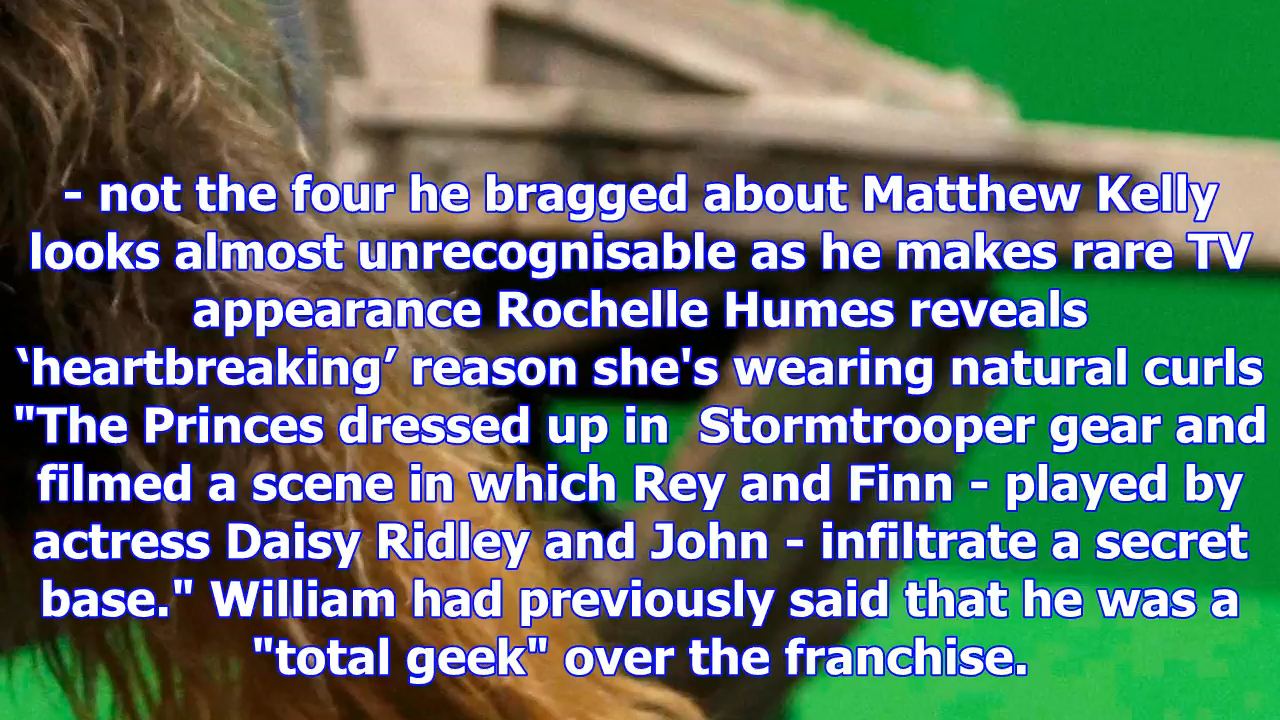 - not the four he bragged about Matthew Kelly
looks almost unrecognisable as he makes rare TV
appearance Rochelle Humes reveals
‘heartbreaking’ reason she's wearing natural curls
"The Princes dressed up in  Stormtrooper gear and
filmed a scene in which Rey and Finn - played by
actress Daisy Ridley and John - infiltrate a secret
base." William had previously said that he was a
"total geek" over the franchise.